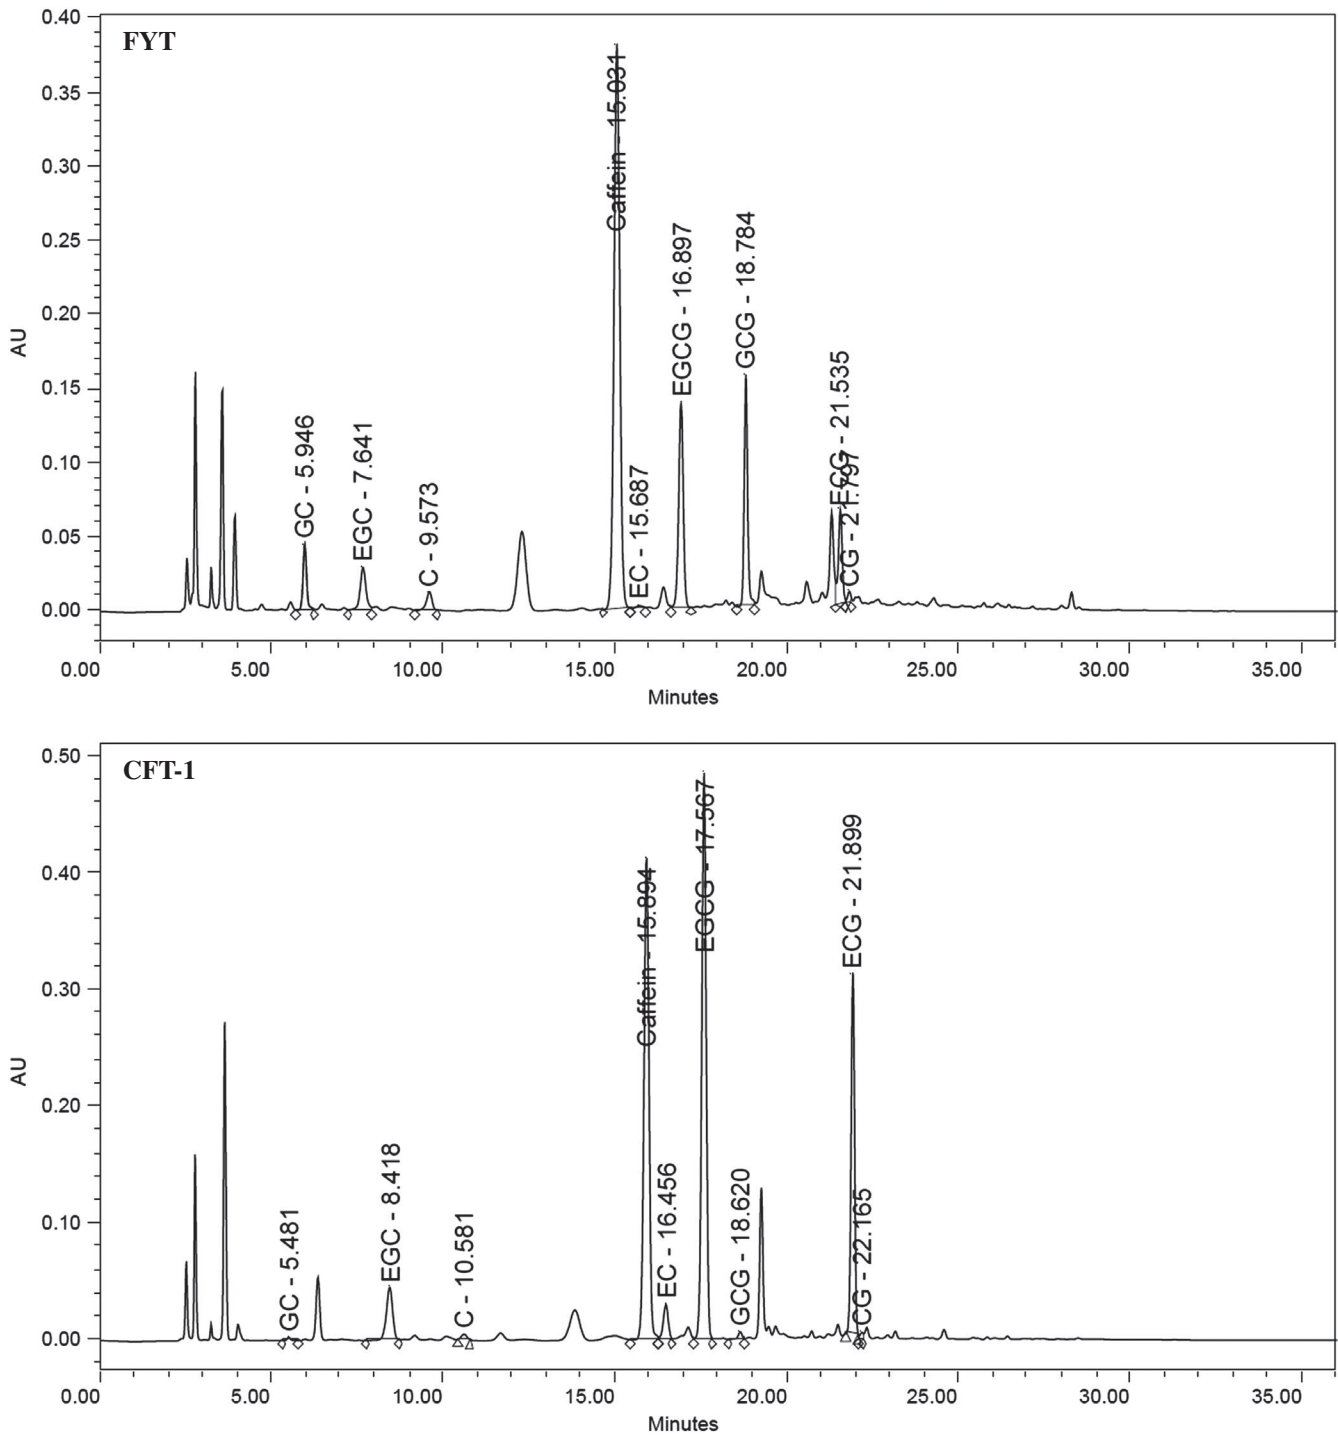 FYT
0.40
0.35
0.30
0.25
0.20
0.15
0.10
0.05
0.00
AU
GC - 5.946
EGC - 7.641
C - 9.573
Caffein - 15.031
EC - 15.687
EGCG - 16.897
GCG - 18.784
ECG - 21.535
CG - 21.797
0.00 5.00 10.00 15.00 20.00 25.00 30.00 35.00
Minutes
CFT-1
0.50
0.40
0.30
0.20
0.10
0.00
AU
GC - 5.481
EGC - 8.418
C - 10.581
Caffein - 15.894
EC - 16.456
EGCG - 17.567
GCG - 18.620
ECG - 21.899
CG - 22.165
0.00 5.00 10.00 15.00 20.00 25.00 30.00 35.00
Minutes